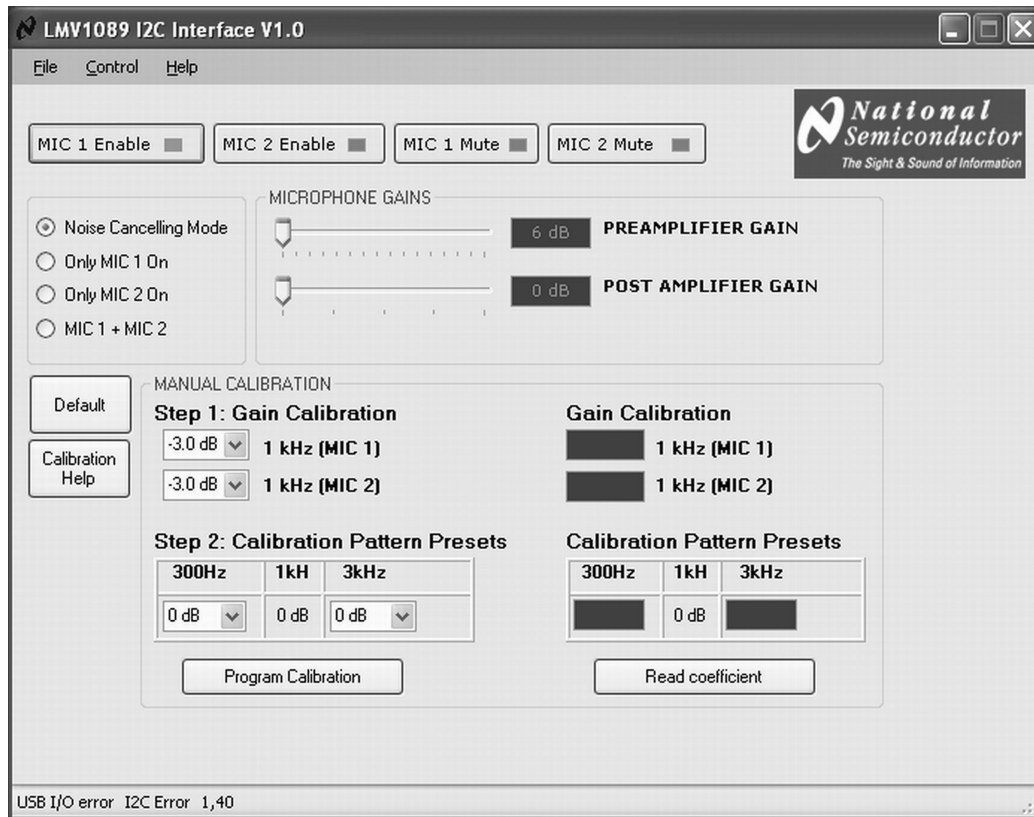 LMV1089 I2C Interface V1.0
File Control Help
MIC 1 Enable MIC 2 Enable MIC 1 Mute MIC 2 Mute
National
Semiconductor
The Sight & Sound of Information
Noise Cancelling Mode
Only MIC 1 On
Only MIC 2 On
MIC 1 + MIC 2
MICROPHONE GAINS
6 dB PREAMPLIFIER GAIN
0 dB POST AMPLIFIER GAIN
Default
Calibration
Help
MANUAL CALIBRATION
Step 1: Gain Calibration
-3.0 dB 1 kHz (MIC 1)
-3.0 dB 1 kHz (MIC 2)
Gain Calibration
1 kHz (MIC 1)
1 kHz (MIC 2)
Step 2: Calibration Pattern Presets
300Hz 1kH 3kHz
0 dB 0 dB 0 dB
Program Calibration
Calibration Pattern Presets
300Hz 1kH 3kHz
0 dB
Read coefficient
USB I/O error I2C Error 1,40